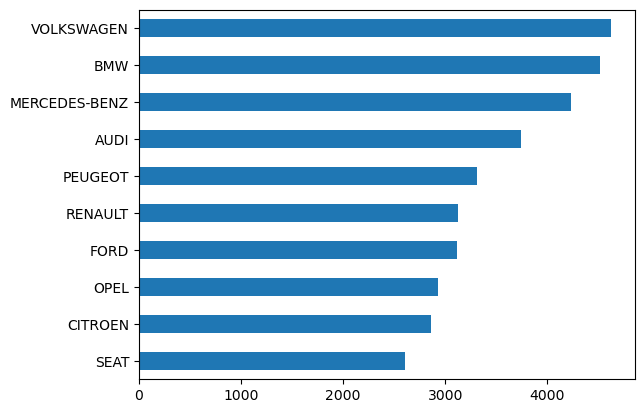 VOLKSWAGEN
BMW
MERCEDES-BENZ
AUDI
PEUGEOT
RENAULT
FORD
OPEL
CITROEN
SEAT
0 1000 2000 3000 4000